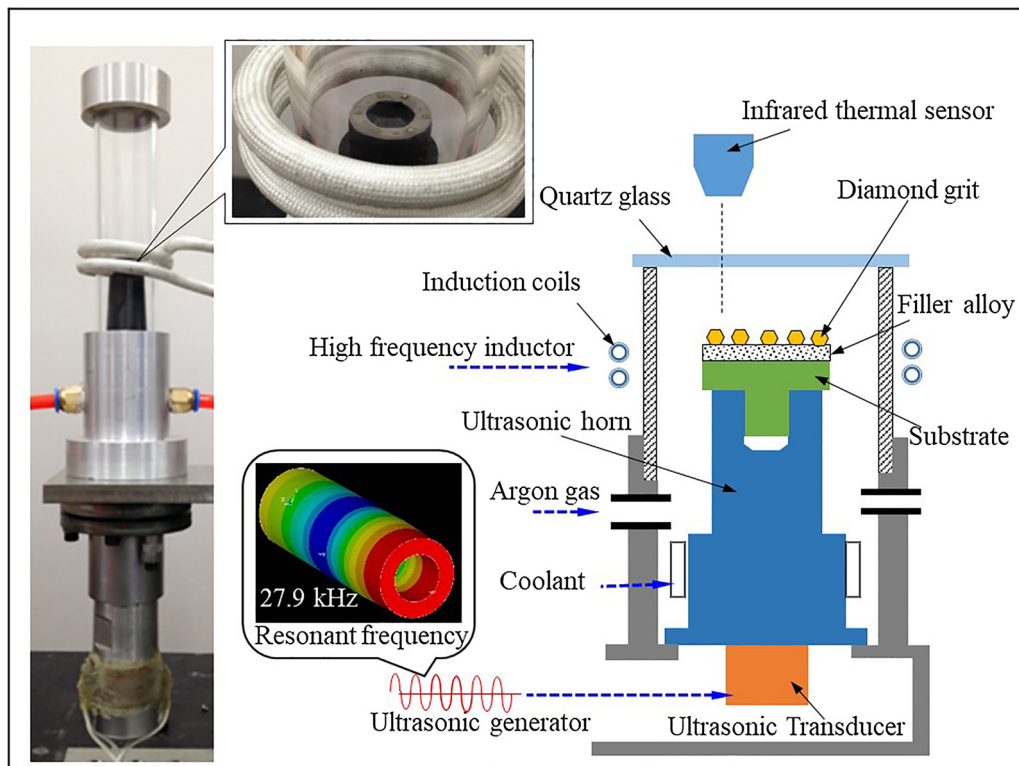 Infrared thermal sensor
Quartz glass
Diamond grit
Induction coils
Filler alloy
High frequency inductor
Ultrasonic horn
Substrate
Argon gas
Coolant
27.9 kHz
Resonant frequency
Ultrasonic generator
Ultrasonic Transducer